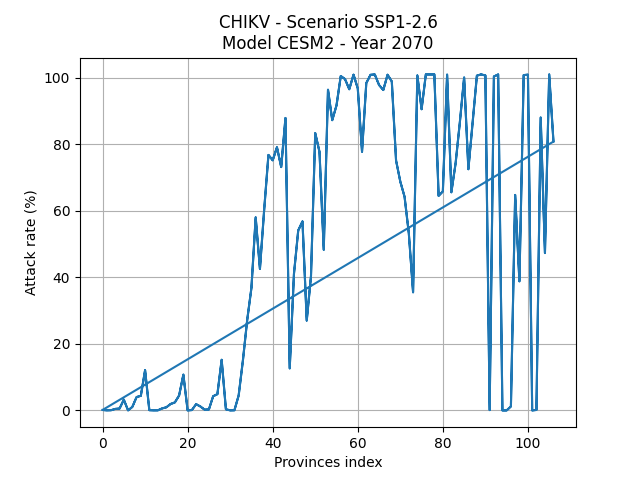 CHIKV - Scenario SSP1-2.6
Model CESM2 - Year 2070
Attack rate (%)
100
80
60
40
20
0
0 20 40 60 80 100
Provinces index